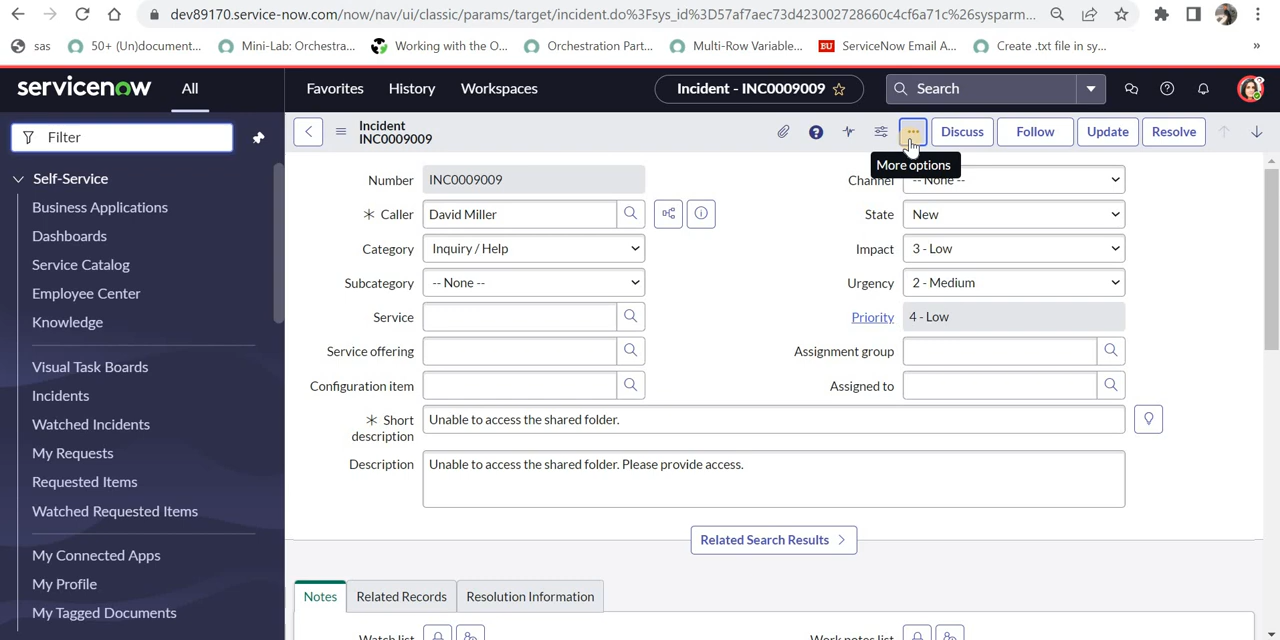 dev89170.service-now.com/now/nav/ui/classic/params/target/incident.do%3Fsys_id%3D57af7aec73d423002728660c4cf6a71c%26sysparm...
sas 50+ (Un)document... Mini-Lab: Orchestra... Working with the O... Orchestration Part... Multi-Row Variable... BU ServiceNow Email A... Create .txt file in sy... »
servicenow All Favorites History Workspaces Incident - INC0009009 Search
Filter
Incident
INC0009009
Discuss Follow Update Resolve
More options
Self-Service
Business Applications
Dashboards
Service Catalog
Employee Center
Knowledge
Visual Task Boards
Incidents
Watched Incidents
My Requests
Requested Items
Watched Requested Items
My Connected Apps
My Profile
My Tagged Documents
Number INC0009009
Caller David Miller
Category Inquiry / Help
Subcategory -- None --
Service
Service offering
Configuration item
Channel -- None --
State New
Impact 3 - Low
Urgency 2 - Medium
Priority 4 - Low
Assignment group
Assigned to
Short description Unable to access the shared folder.
Description Unable to access the shared folder. Please provide access.
Related Search Results
Notes Related Records Resolution Information
Watch list Work notes list